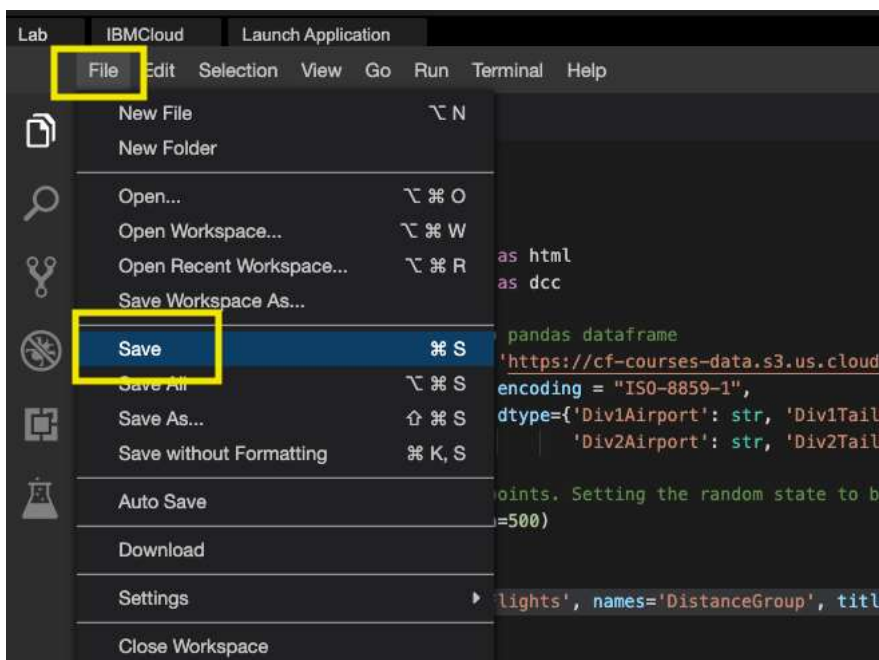 Lab IBMCloud Launch Application
File Edit Selection View Go Run Terminal Help
New File ⌥ N
New Folder
Open... ⌥ ⌘ O
Open Workspace... ⌥ ⌘ W
Open Recent Workspace... ⌥ ⌘ R
Save Workspace As...
Save ⌘ S
Save All ⌥ ⌘ S
Save As... ⇧ ⌘ S
Save without Formatting ⌘ K, S
Auto Save
Download
Settings
Close Workspace
as html
as dcc
pandas dataframe
'https://cf-courses-data.s3.us.cloud
encoding = "ISO-8859-1",
dtype={'Div1Airport': str, 'Div1Tail
'Div2Airport': str, 'Div2Tail
oints. Setting the random state to b
=500)
lights', names='DistanceGroup', titl